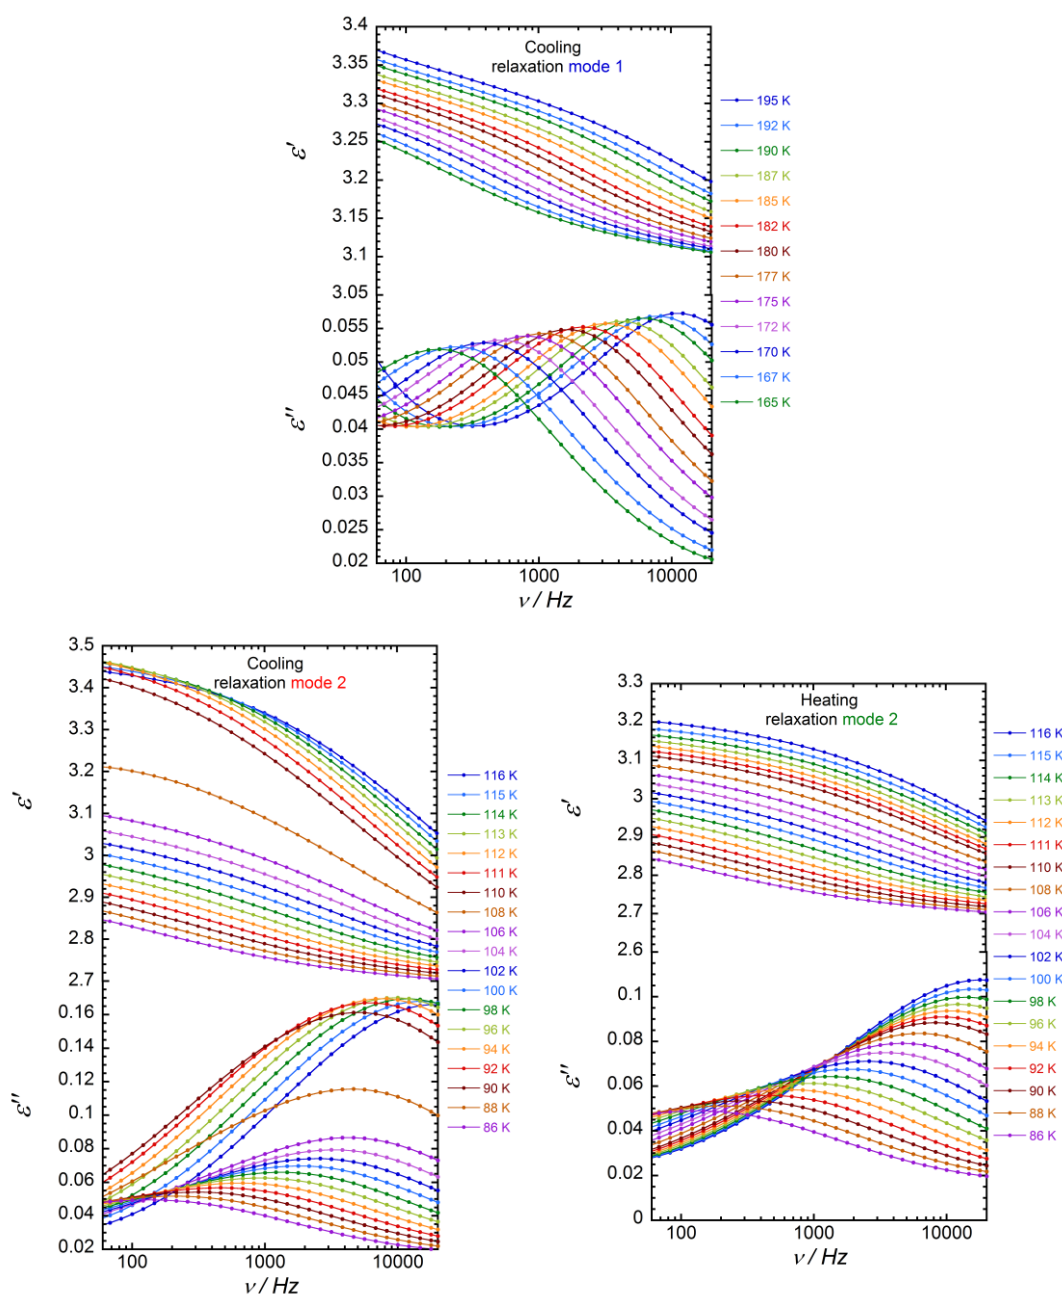 Cooling
relaxation mode 1
3.4
3.35
3.3
3.25
3.2
3.15
3.1
3.05
ε'
0.055
0.05
0.045
0.04
0.035
0.03
0.025
0.02
ε''
100
1000
10000
ν / Hz
195 K
192 K
190 K
187 K
185 K
182 K
180 K
177 K
175 K
172 K
170 K
167 K
165 K
Cooling
relaxation mode 2
3.5
3.4
3.3
3.2
3.1
3
2.9
2.8
2.7
ε'
0.16
0.14
0.12
0.1
0.08
0.06
0.04
0.02
ε''
100
1000
10000
ν / Hz
116 K
115 K
114 K
113 K
112 K
111 K
110 K
108 K
106 K
104 K
102 K
100 K
98 K
96 K
94 K
92 K
90 K
88 K
86 K
Heating
relaxation mode 2
3.3
3.2
3.1
3
2.9
2.8
2.7
2.6
ε'
0.1
0.08
0.06
0.04
0.02
0
ε''
100
1000
10000
ν / Hz
116 K
115 K
114 K
113 K
112 K
111 K
110 K
108 K
106 K
104 K
102 K
100 K
98 K
96 K
94 K
92 K
90 K
88 K
86 K